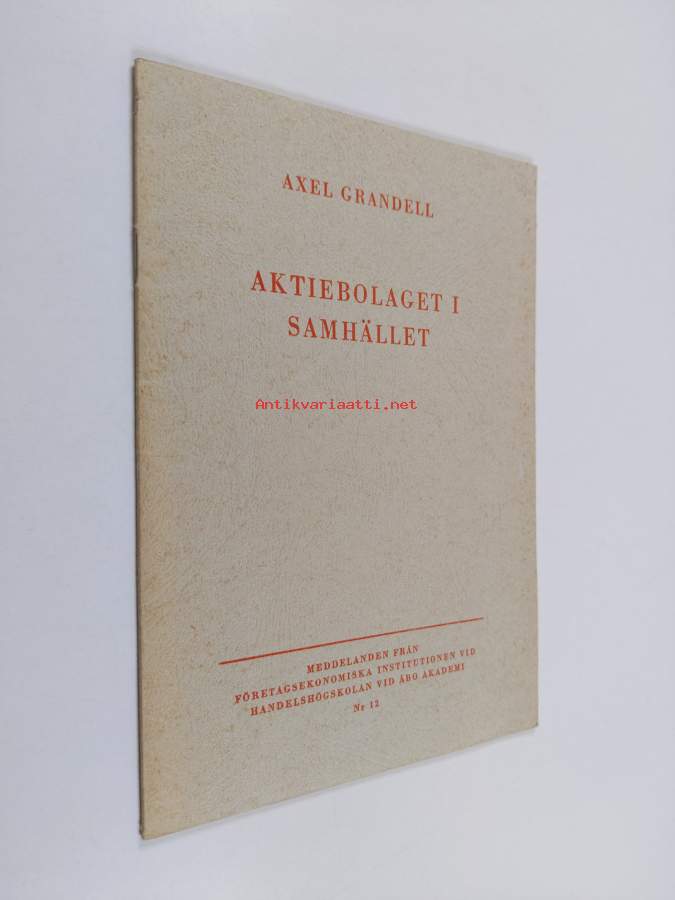 AXEL GRANDELL
AKTIEBOLAGET I
SAMHÄLLET
Antikvariaatti.net
MEDDELANDEN FRÅN
FÖRETAGSEKONOMISKA INSTITUTIONEN VID
HANDELSHÖGSKOLAN VID ÅBO AKADEMI
Nr 12